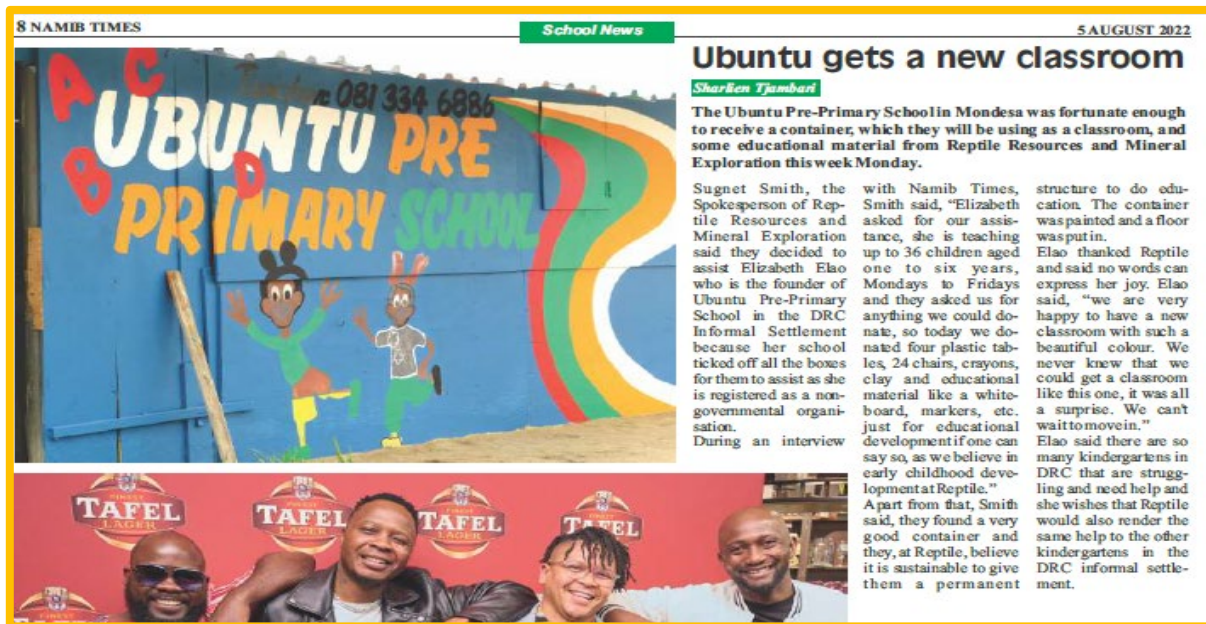 8 NAMIB TIMES
School News
5 AUGUST 2022
081 334 6886
A C
B
D
UBUNTU PRE
PRIMARY SCHOOL
Ubuntu gets a new classroom
Sharlien Tjambari
The Ubuntu Pre-Primary School in Mondesa was fortunate enough
to receive a container, which they will be using as a classroom, and
some educational material from Reptile Resources and Mineral
Exploration this week Monday.
Sugnet Smith, the
Spokesperson of Rep-
tile Resources and
Mineral Exploration
said they decided to
assist Elizabeth Elao
who is the founder of
Ubuntu Pre-Primary
School in the DRC
Informal Settlement
because her school
ticked off all the boxes
for them to assist as she
is registered as a non-
governmental organi-
sation.
During an interview
with Namib Times,
Smith said, “Elizabeth
asked for our assis-
tance, she is teaching
up to 36 children aged
one to six years,
Mondays to Fridays
and they asked us for
anything we could do-
nate, so today we do-
nated four plastic tab-
les, 24 chairs, crayons,
clay and educational
material like a white-
board, markers, etc.
just for educational
development if one can
say so, as we believe in
early childhood deve-
lopment at Reptile.”
Apart from that, Smith
said, they found a very
good container and
they, at Reptile, believe
it is sustainable to give
them a permanent
structure to do edu-
cation. The container
was painted and a floor
was put in.
Elao thanked Reptile
and said no words can
express her joy. Elao
said, “we are very
happy to have a new
classroom with such a
beautiful colour. We
never knew that we
could get a classroom
like this one, it was all
a surprise. We can't
wait to move in.”
Elao said there are so
many kindergartens in
DRC that are strugg-
ling and need help and
she wishes that Reptile
would also render the
same help to the other
kindergartens in the
DRC informal settle-
ment.
FINEST
TAFEL
LAGER
TAFEL
LAGER
TAFEL
LAGER
TAFEL
LAGER
TAFEL